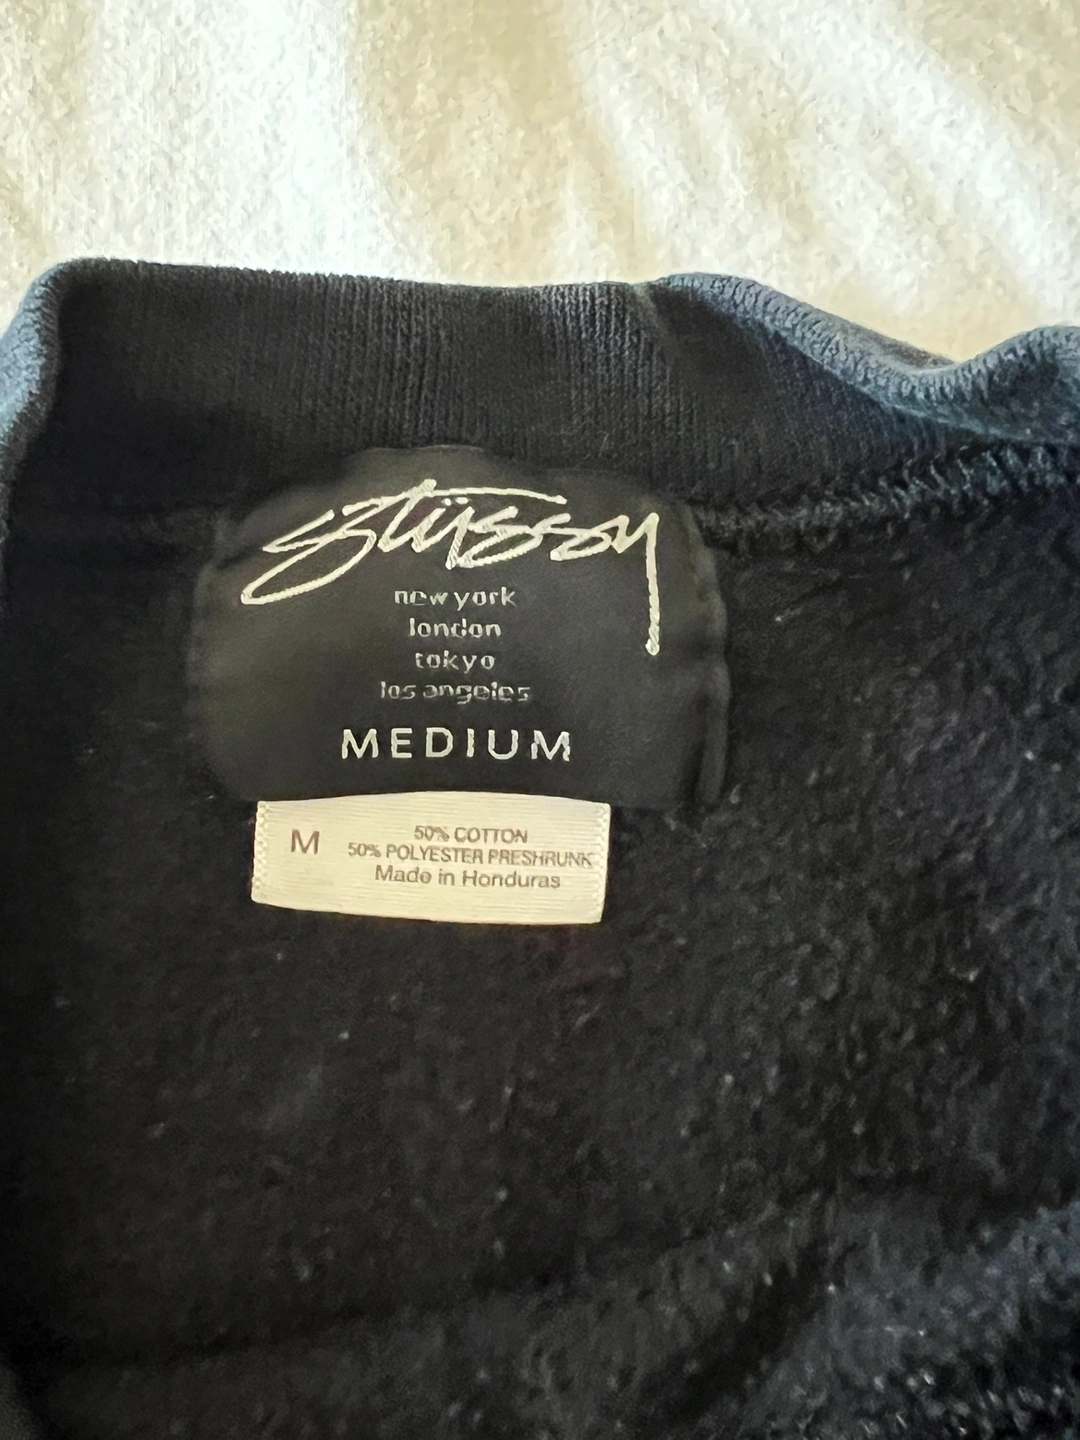 Stüssy
new york
london
tokyo
los angeles
MEDIUM
M
50% COTTON
50% POLYESTER PRESHRUNK
Made in Honduras